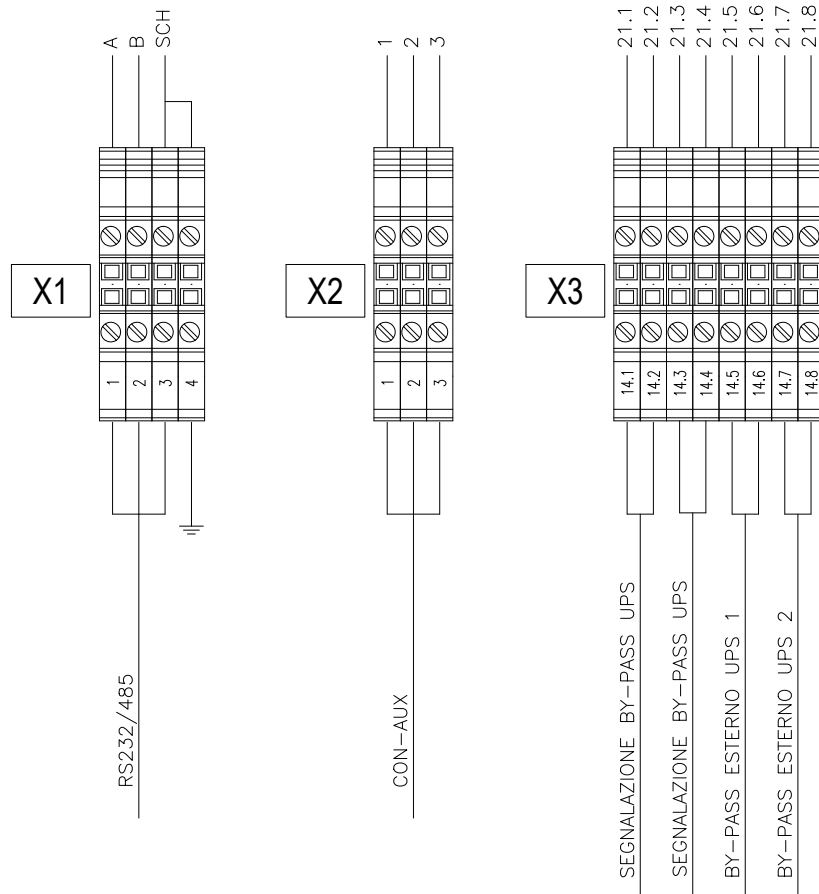 A
B
SCH
1
2
3
21.1
21.2
21.3
21.4
21.5
21.6
21.7
21.8
X1
X2
X3
1
2
3
4
1
2
3
14.1
14.2
14.3
14.4
14.5
14.6
14.7
14.8
RS232/485
CON-AUX
SEGNALAZIONE BY-PASS UPS
SEGNALAZIONE BY-PASS UPS
BY-PASS ESTERNO UPS 1
BY-PASS ESTERNO UPS 2